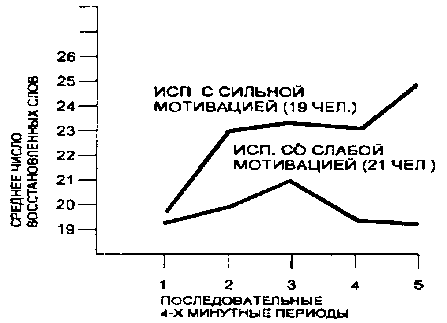 СРЕДНЕЕ ЧИСЛО
ВОССТАНОВЛЕННЫХ СЛОВ
26
25
24
23
22
21
20
19
ИСП С СИЛЬНОЙ
МОТИВАЦИЕЙ (19 ЧЕЛ.)
ИСП. СО СЛАБОЙ
МОТИВАЦИЕЙ (21 ЧЕЛ )
1 2 3 4 5
ПОСЛЕДОВАТЕЛЬНЫЕ
4-Х МИНУТНЫЕ ПЕРИОДЫ